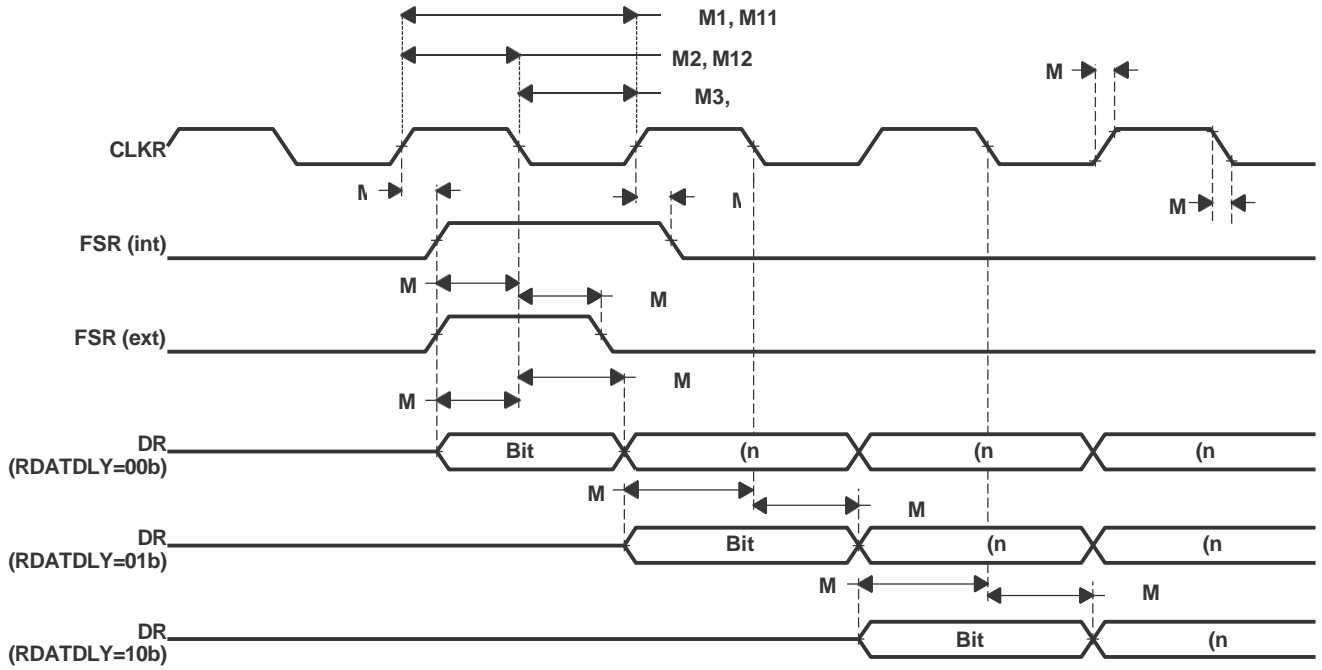 M1, M11
M2, M12
M
M3,
CLKR
M
M
FSR (int)
M
M
FSR (ext)
M
M
DR
(RDATDLY=00b)
Bit
(n
(n
(n
M
M
DR
(RDATDLY=01b)
Bit
(n
(n
M
M
DR
(RDATDLY=10b)
Bit
(n